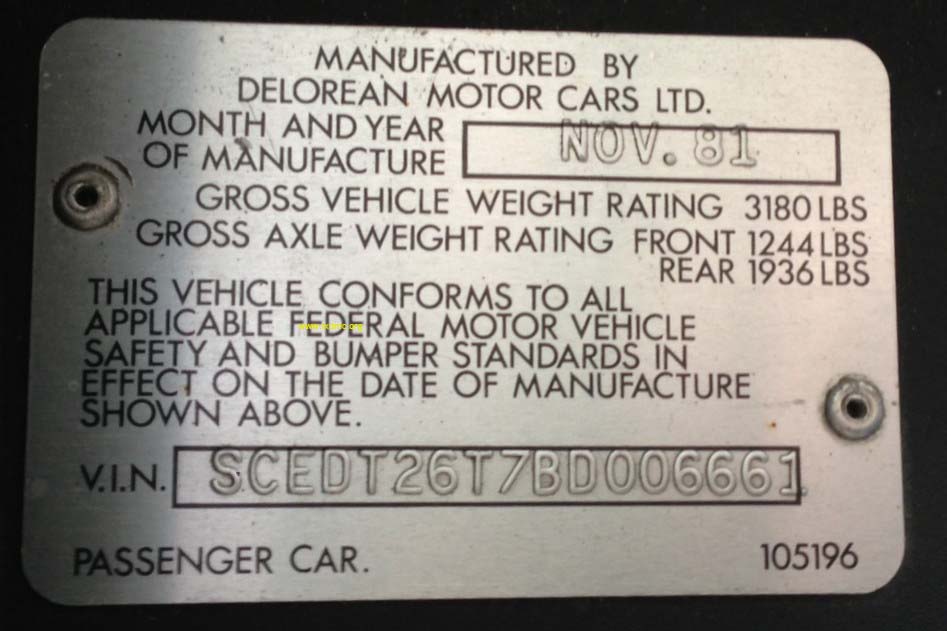 MANUFACTURED BY
DELOREAN MOTOR CARS LTD.
MONTH AND YEAR
OF MANUFACTURE NOV. 81
GROSS VEHICLE WEIGHT RATING 3180 LBS
GROSS AXLE WEIGHT RATING FRONT 1244 LBS
REAR 1936 LBS
THIS VEHICLE CONFORMS TO ALL
APPLICABLE FEDERAL MOTOR VEHICLE
SAFETY AND BUMPER STANDARDS IN
EFFECT ON THE DATE OF MANUFACTURE
SHOWN ABOVE.
V.I.N. SCEDT26T7BD006661
PASSENGER CAR. 105196